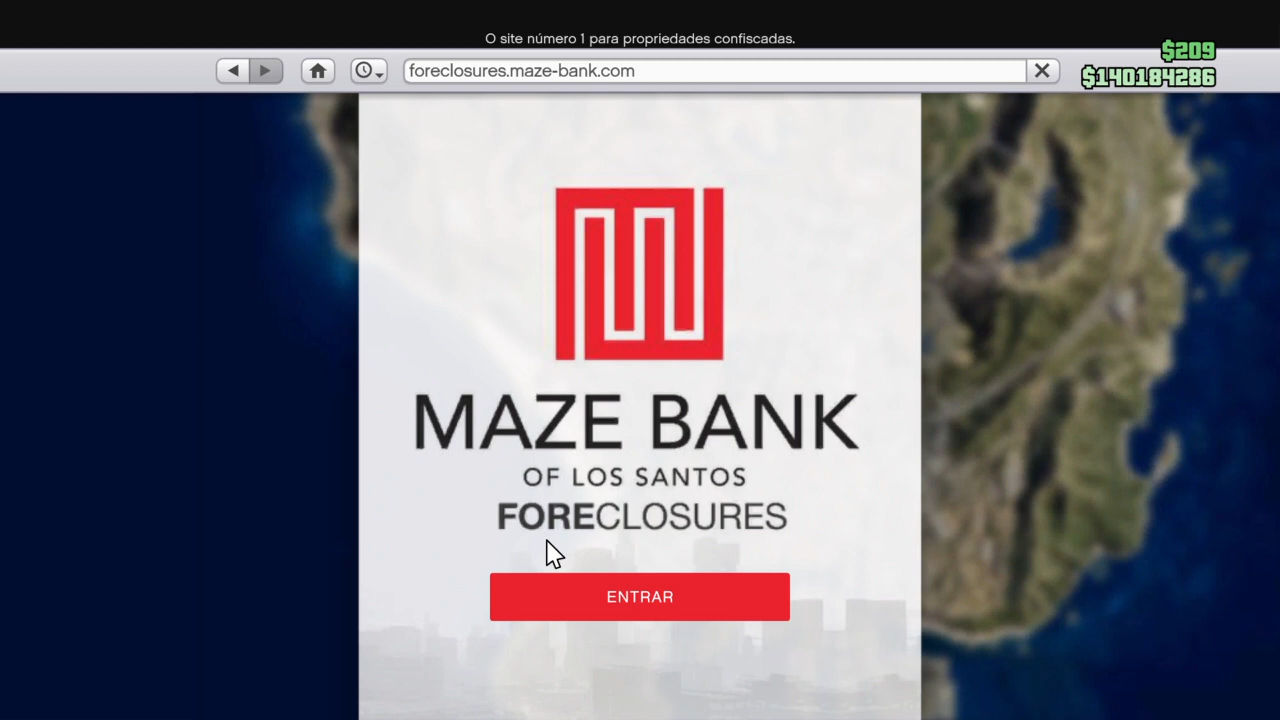 O site número 1 para propriedades confiscadas.
foreclosures.maze-bank.com
$209
$140184286
MAZE BANK
OF LOS SANTOS
FORECLOSURES
ENTRAR